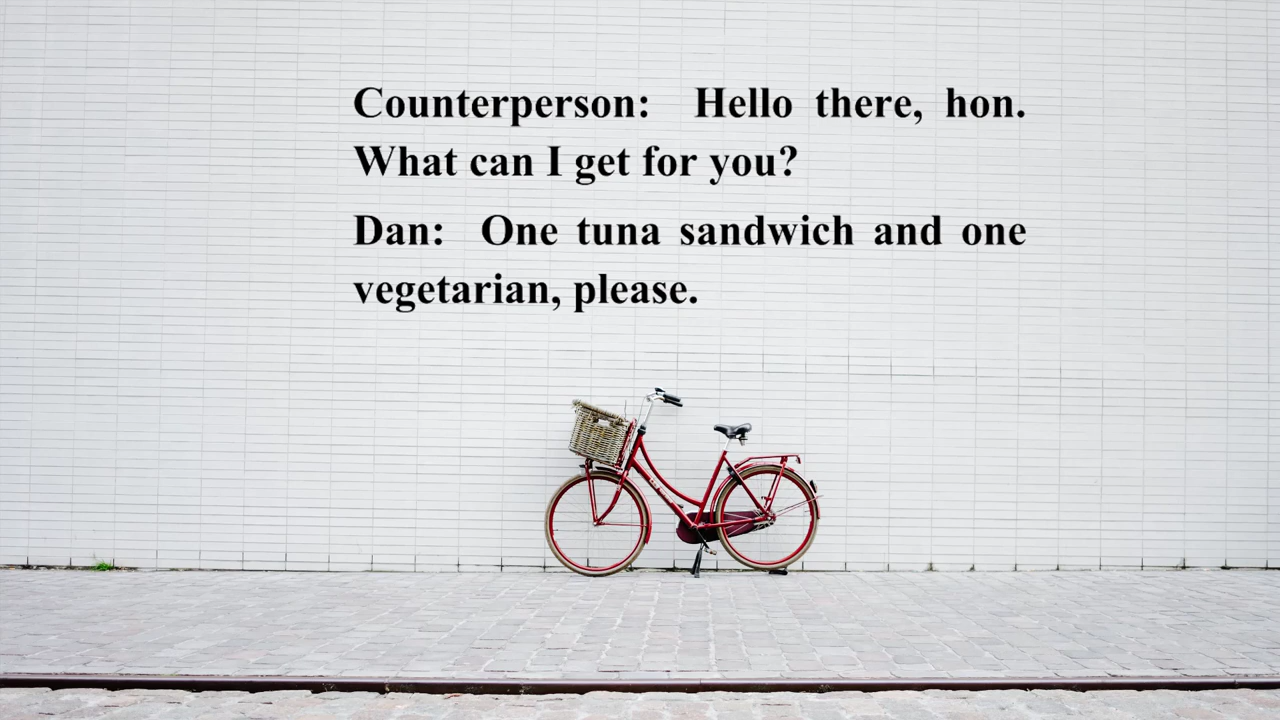 Counterperson: Hello there, hon.
What can I get for you?
Dan: One tuna sandwich and one
vegetarian, please.